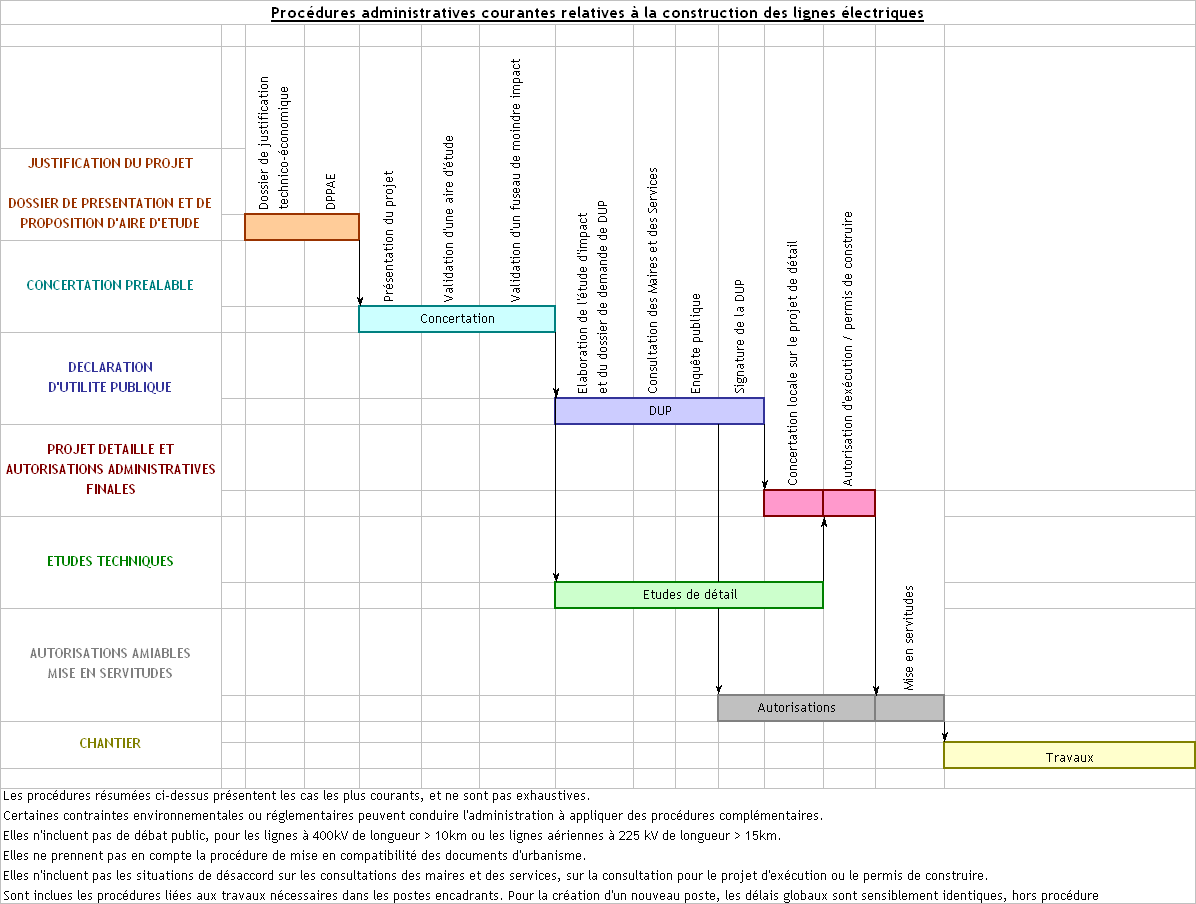 Procédures administratives courantes relatives à la construction des lignes électriques
Dossier de justification
technico-économique
DPPAE
JUSTIFICATION DU PROJET
DOSSIER DE PRESENTATION ET DE
PROPOSITION D'AIRE D'ETUDE
Présentation du projet
Validation d'une aire d'étude
Validation d'un fuseau de moindre impact
CONCERTATION PREALABLE
Concertation
Elaboration de l'étude d'impact
et du dossier de demande de DUP
Consultation des Maires et des Services
Enquête publique
Signature de la DUP
DECLARATION
D'UTILITE PUBLIQUE
DUP
Concertation locale sur le projet de détail
Autorisation d'exécution / permis de construire
PROJET DETAILLE ET
AUTORISATIONS ADMINISTRATIVES
FINALES
ETUDES TECHNIQUES
Etudes de détail
AUTORISATIONS AMIABLES
MISE EN SERVITUDES
Mise en servitudes
Autorisations
CHANTIER
Travaux
Les procédures résumées ci-dessus présentent les cas les plus courants, et ne sont pas exhaustives.
Certaines contraintes environnementales ou réglementaires peuvent conduire l'administration à appliquer des procédures complémentaires.
Elles n'incluent pas de débat public, pour les lignes à 400kV de longueur > 10km ou les lignes aériennes à 225 kV de longueur > 15km.
Elles ne prennent pas en compte la procédure de mise en compatibilité des documents d'urbanisme.
Elles n'incluent pas les situations de désaccord sur les consultations des maires et des services, sur la consultation pour le projet d'exécution ou le permis de construire.
Sont inclues les procédures liées aux travaux nécessaires dans les postes encadrants. Pour la création d'un nouveau poste, les délais globaux sont sensiblement identiques, hors procédure